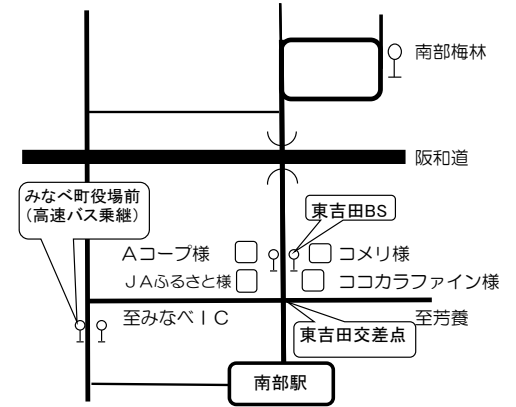 南部梅林
阪和道
みなべ町役場前
(高速バス乗継)
東吉田BS
Aコープ様
コメリ様
JAふるさと様
ココカラファイン様
至みなべIC
至芳養
東吉田交差点
南部駅